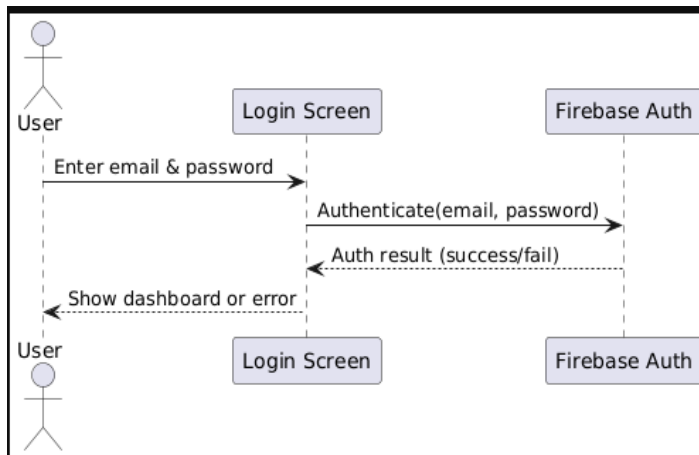 User
Login Screen
Firebase Auth
Enter email & password
Authenticate(email, password)
Auth result (success/fail)
Show dashboard or error
User
Login Screen
Firebase Auth